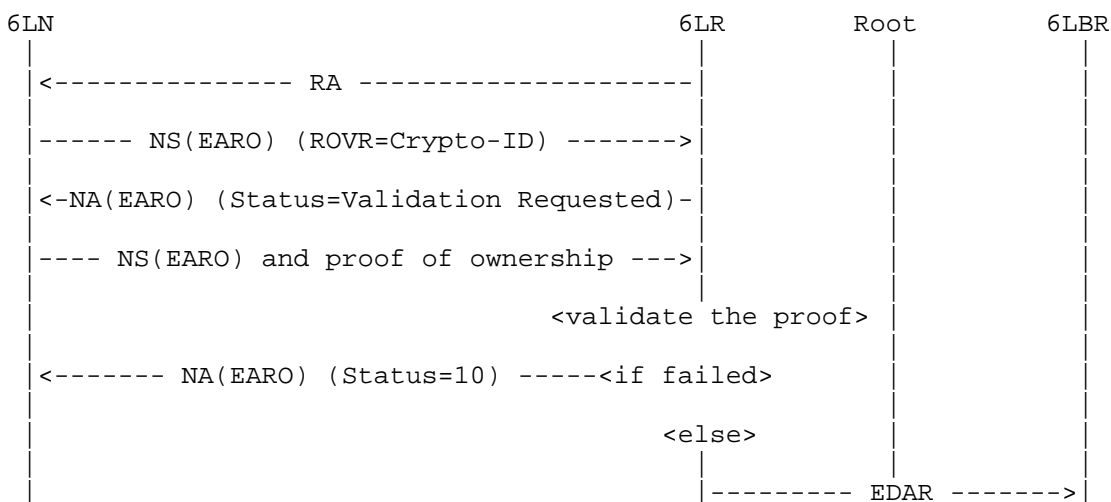 6LN 6LR Root 6LBR
<--------------- RA ---------------------
------ NS(EARO) (ROVR=Crypto-ID) ------->
<-NA(EARO) (Status=Validation Requested)-
---- NS(EARO) and proof of ownership --->
<validate the proof>
<------- NA(EARO) (Status=10) -----<if failed>
<else>
--------- EDAR ------->